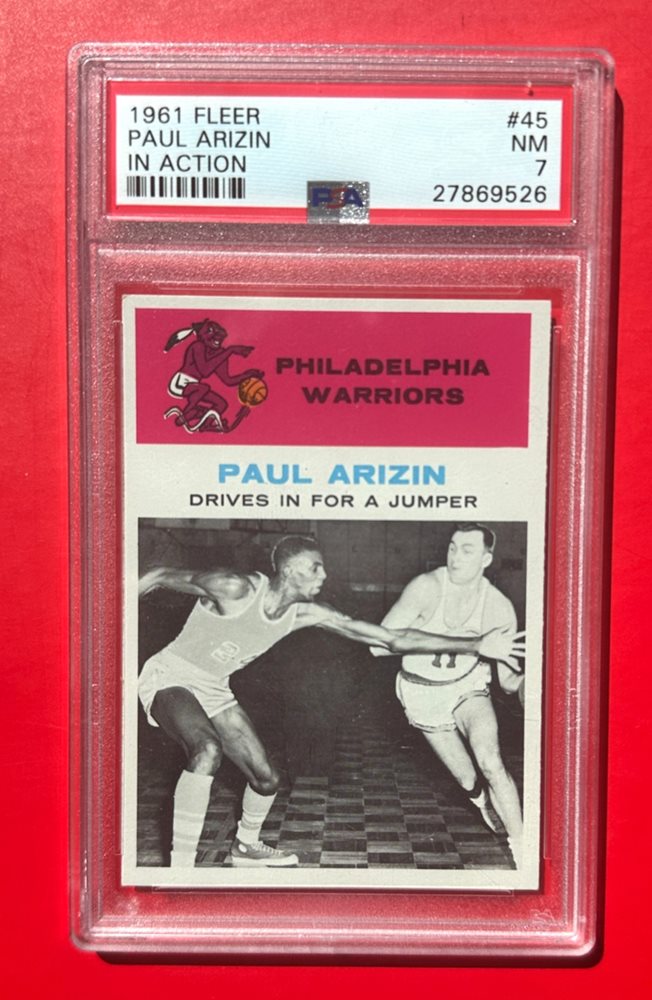 1961 FLEER #45
PAUL ARIZIN NM
IN ACTION 7
PSA 27869526
PHILADELPHIA
WARRIORS
PAUL ARIZIN
DRIVES IN FOR A JUMPER
11